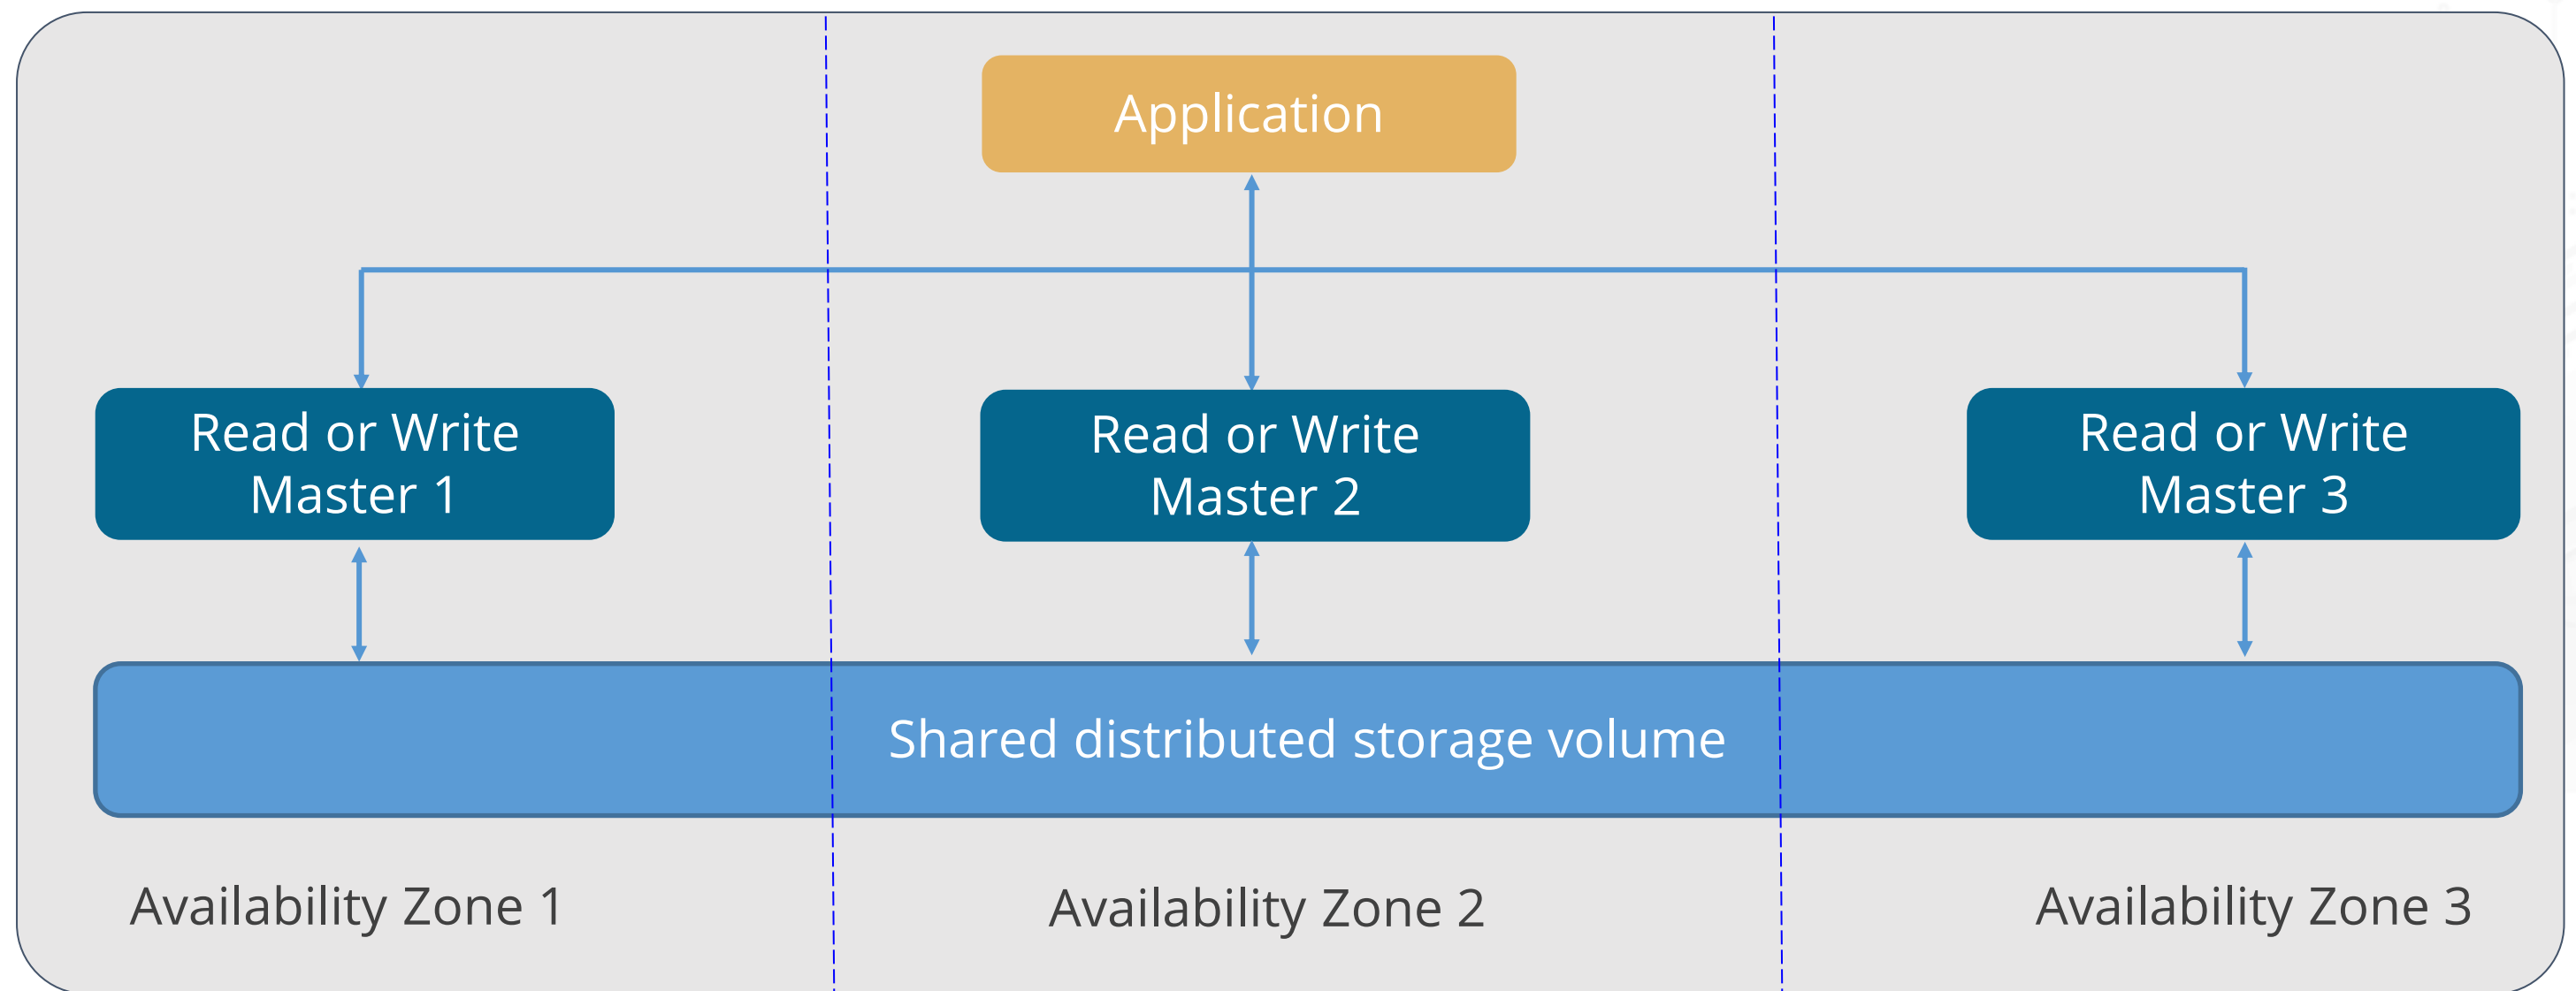 Application
Read or Write
Master 1
Read or Write
Master 2
Read or Write
Master 3
Shared distributed storage volume
Availability Zone 1
Availability Zone 2
Availability Zone 3